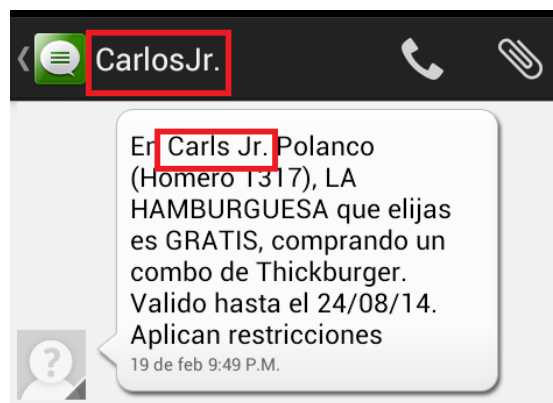 CarlosJr.
En Carls Jr. Polanco
(Homero 1317), LA
HAMBURGUESA que elijas
es GRATIS, comprando un
combo de Thickburger.
Valido hasta el 24/08/14.
Aplican restricciones
19 de feb 9:49 P.M.